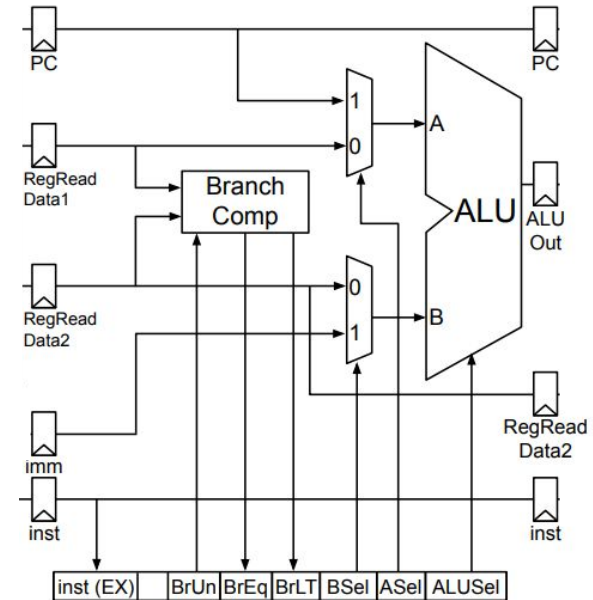 PC
PC
1
0
A
RegRead
Data1
Branch
Comp
ALU
ALU
Out
RegRead
Data2
0
1
B
imm
RegRead
Data2
inst
inst
inst (EX)
BrUn
BrEq
BrLT
BSel
ASel
ALUSel